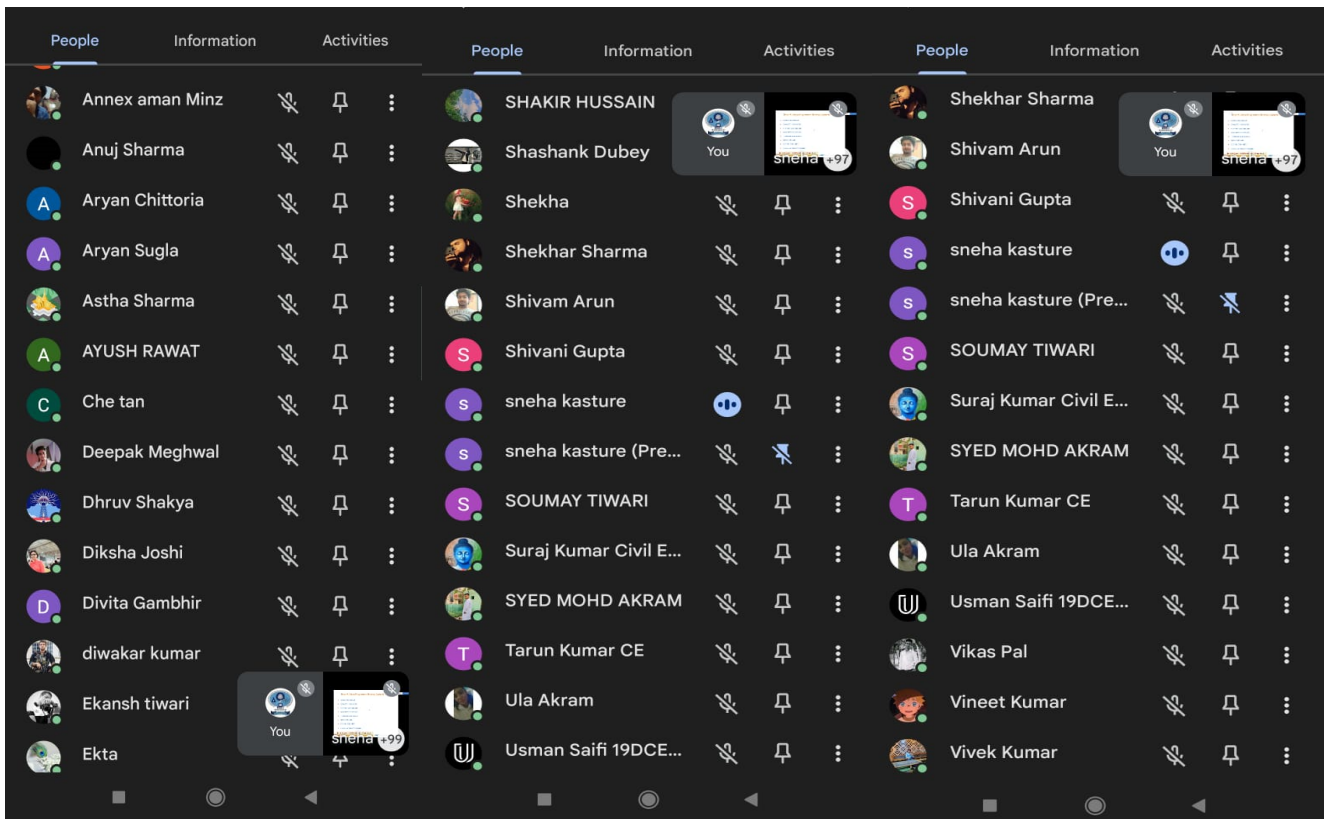 People Information Activities
Annex aman Minz
Anuj Sharma
A Aryan Chittoria
A Aryan Sugla
Astha Sharma
A AYUSH RAWAT
C Che tan
Deepak Meghwal
Dhruv Shakya
Diksha Joshi
D Divita Gambhir
diwakar kumar
Ekansh tiwari
You sneha +99
Ekta
People Information Activities
SHAKIR HUSSAIN
Shashank Dubey
You sneha +97
Shekha
Shekhar Sharma
Shivam Arun
S Shivani Gupta
s sneha kasture
s sneha kasture (Pre...
S SOUMAY TIWARI
Suraj Kumar Civil E...
SYED MOHD AKRAM
T Tarun Kumar CE
Ula Akram
Usman Saifi 19DCE...
People Information Activities
Shekhar Sharma
Shivam Arun
You sneha +97
S Shivani Gupta
s sneha kasture
s sneha kasture (Pre...
S SOUMAY TIWARI
Suraj Kumar Civil E...
SYED MOHD AKRAM
T Tarun Kumar CE
Ula Akram
Usman Saifi 19DCE...
Vikas Pal
Vineet Kumar
Vivek Kumar